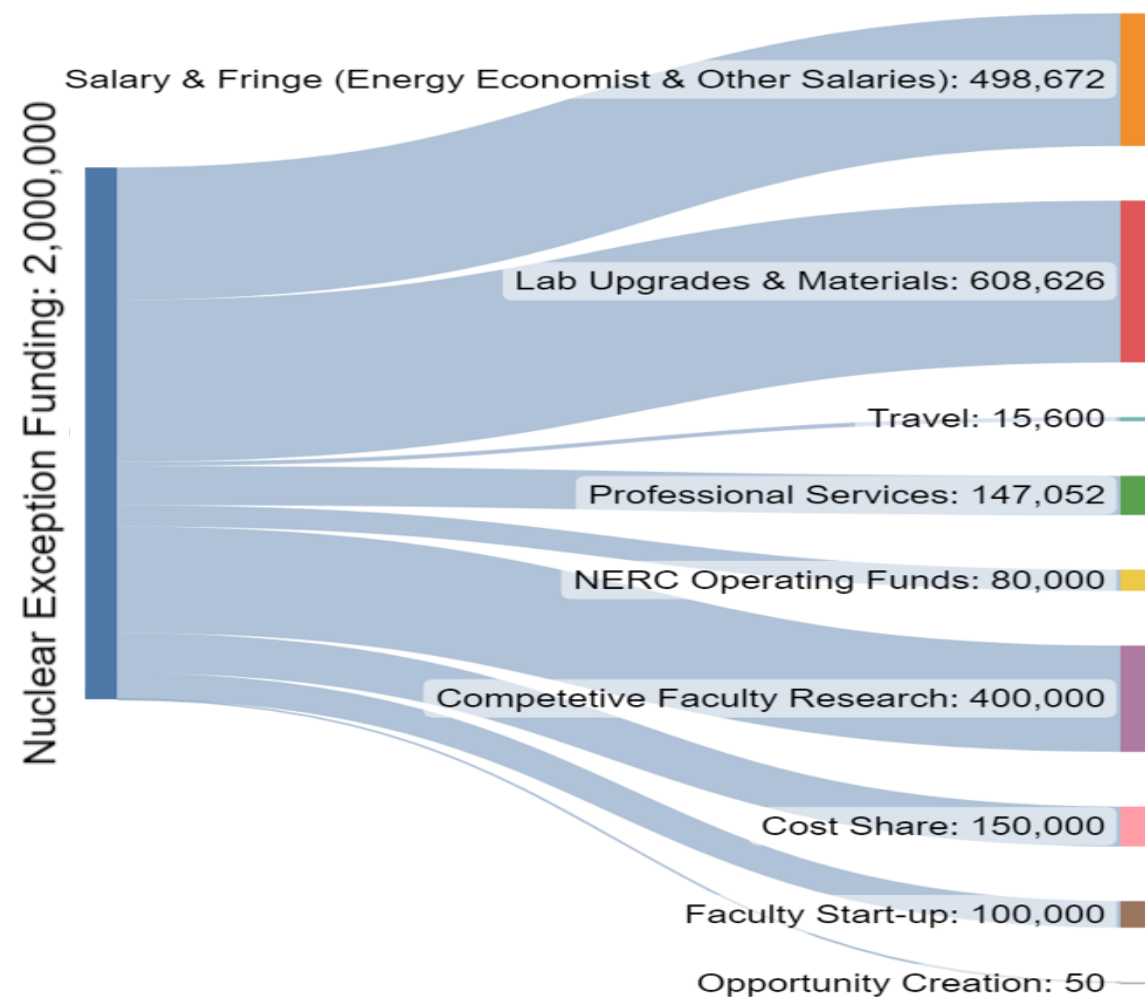 Nuclear Exception Funding: 2,000,000
Salary & Fringe (Energy Economist & Other Salaries): 498,672
Lab Upgrades & Materials: 608,626
Travel: 15,600
Professional Services: 147,052
NERC Operating Funds: 80,000
Competetive Faculty Research: 400,000
Cost Share: 150,000
Faculty Start-up: 100,000
Opportunity Creation: 50